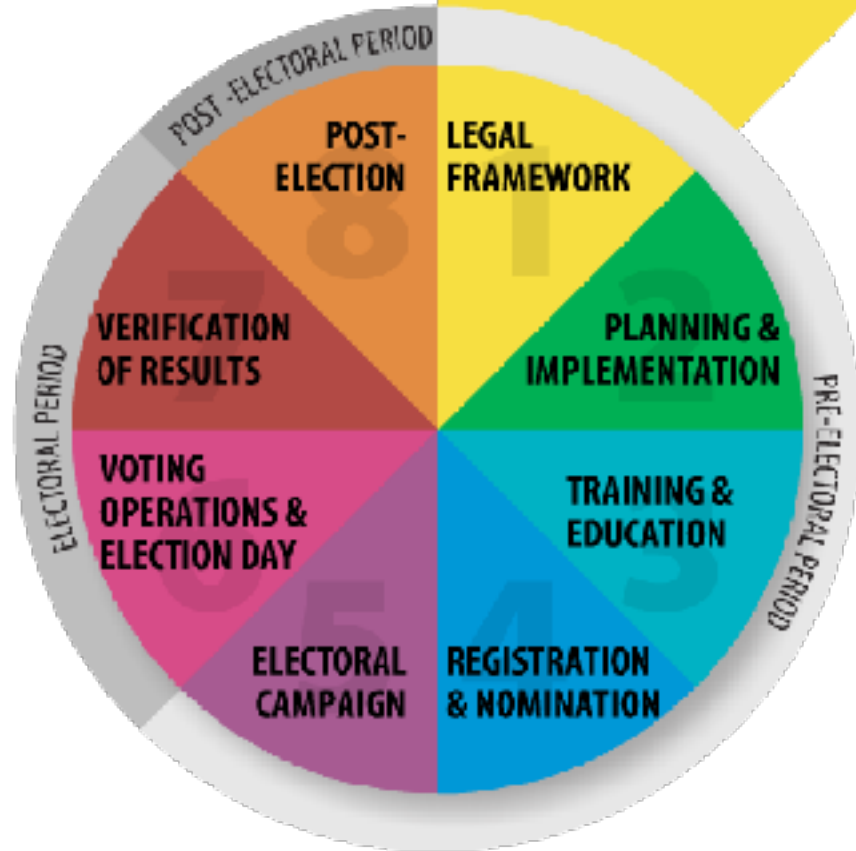 POST -ELECTORAL PERIOD
POST-
ELECTION
8
LEGAL
FRAMEWORK
1
PLANNING &
IMPLEMENTATION
2
TRAINING &
EDUCATION
3
REGISTRATION
& NOMINATION
4
ELECTORAL
CAMPAIGN
5
VOTING
OPERATIONS &
ELECTION DAY
6
VERIFICATION
OF RESULTS
7
ELECTORAL PERIOD
PRE-ELECTORAL PERIOD